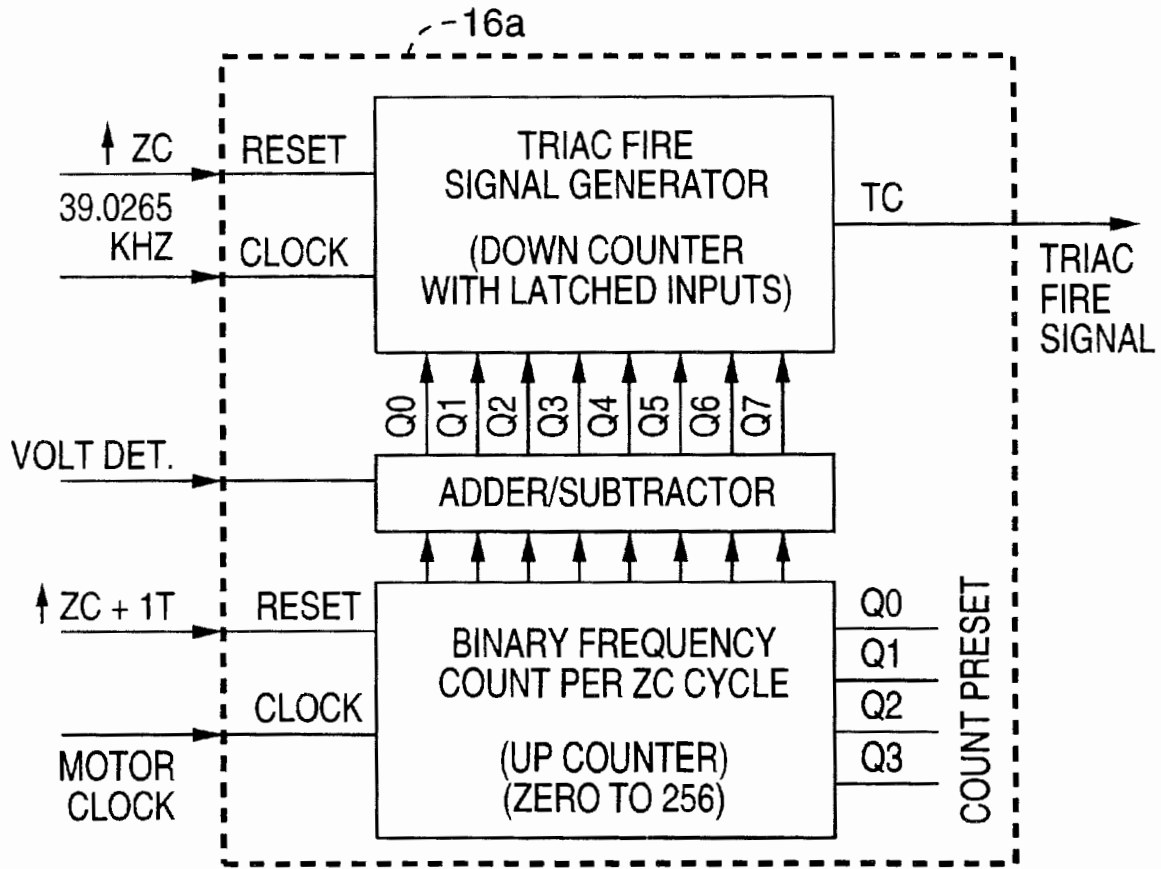 16a
↑ ZC
RESET
39.0265
KHZ
CLOCK
TRIAC FIRE
SIGNAL GENERATOR
(DOWN COUNTER
WITH LATCHED INPUTS)
TC
TRIAC
FIRE
SIGNAL
Q0
Q1
Q2
Q3
Q4
Q5
Q6
Q7
VOLT DET.
ADDER/SUBTRACTOR
↑ ZC + 1T
RESET
CLOCK
MOTOR
CLOCK
BINARY FREQUENCY
COUNT PER ZC CYCLE
(UP COUNTER)
(ZERO TO 256)
Q0
Q1
Q2
Q3
COUNT PRESET